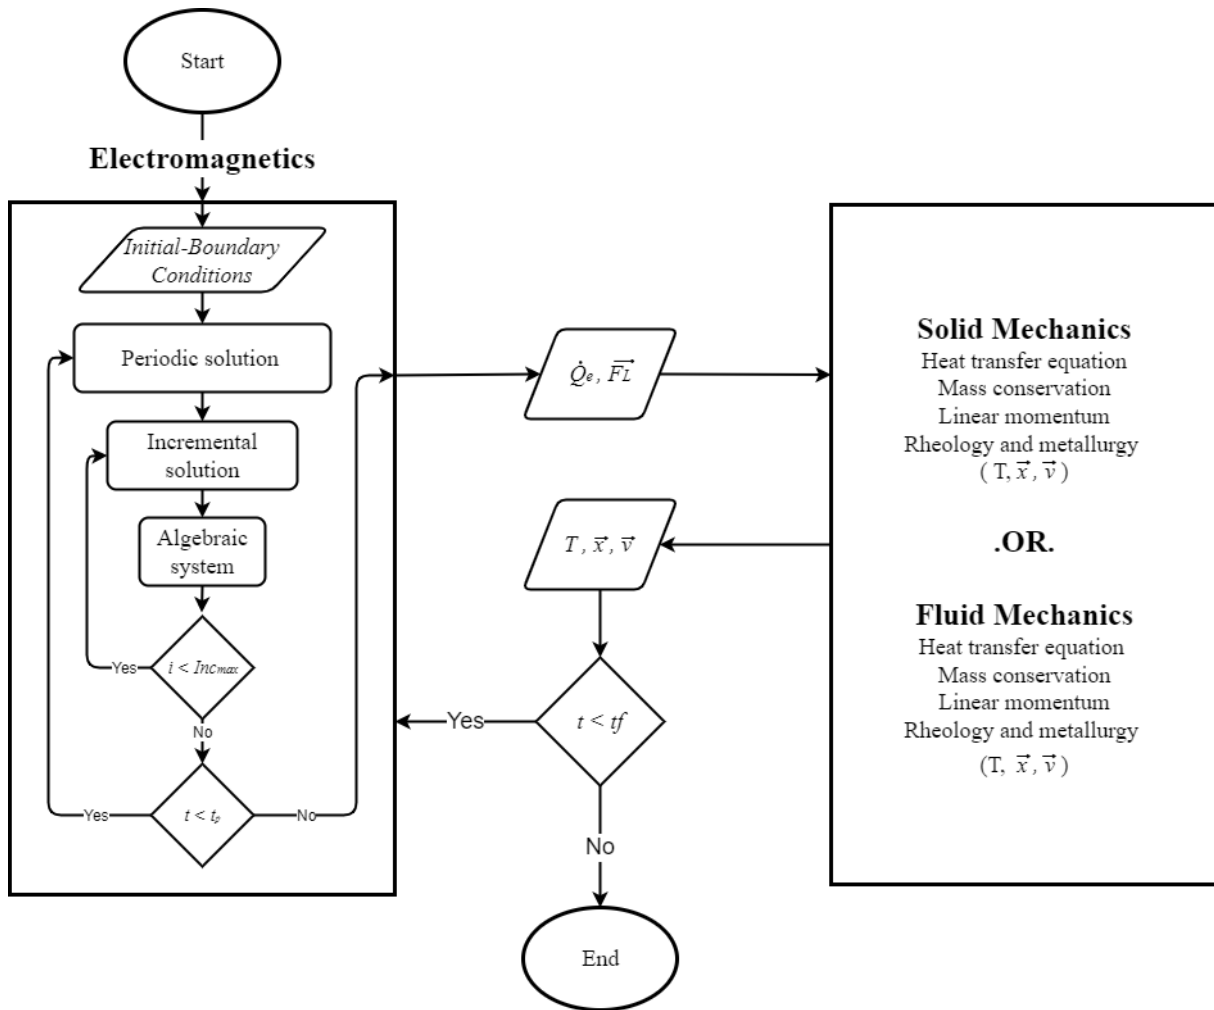 Start
Electromagnetics
Initial-Boundary
Conditions
Periodic solution
Incremental
solution
Algebraic
system
i < Incmax
Yes
No
t < tₚ
Yes
No
Q̇ₑ , F⃗L
T , x⃗ , v⃗
t < tf
Yes
No
End
Solid Mechanics
Heat transfer equation
Mass conservation
Linear momentum
Rheology and metallurgy
( T, x⃗ , v⃗ )
.OR.
Fluid Mechanics
Heat transfer equation
Mass conservation
Linear momentum
Rheology and metallurgy
(T, x⃗ , v⃗ )